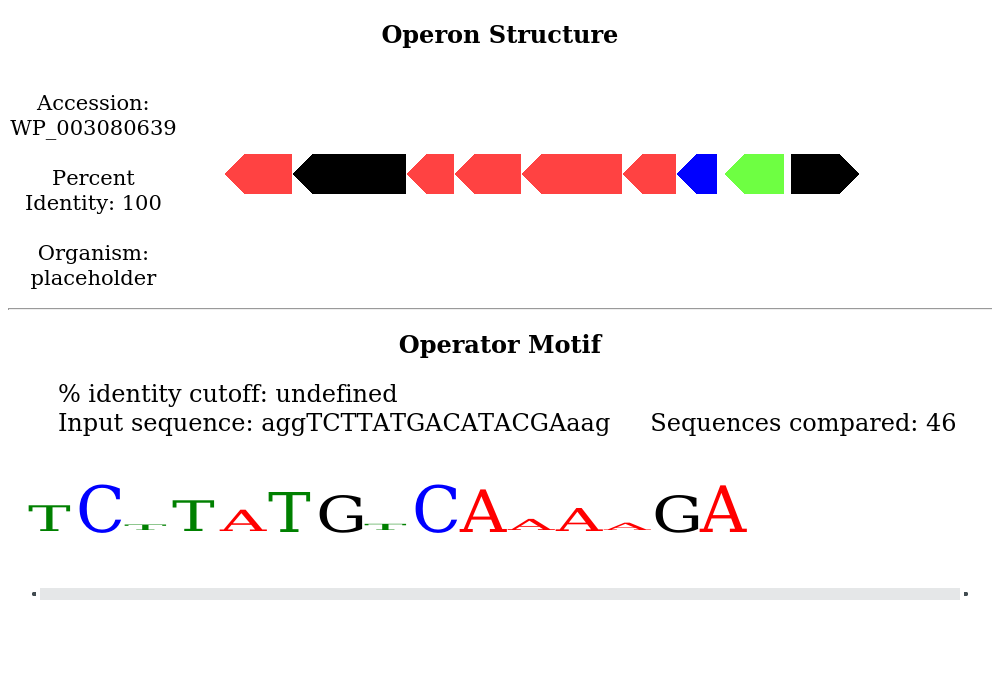 Operon Structure
Accession:
WP_003080639
Percent
Identity: 100
Organism:
placeholder
Operator Motif
% identity cutoff: undefined
Input sequence: aggTCTTATGACATACGAaag Sequences compared: 46
TCTTATGTCAAAAGA